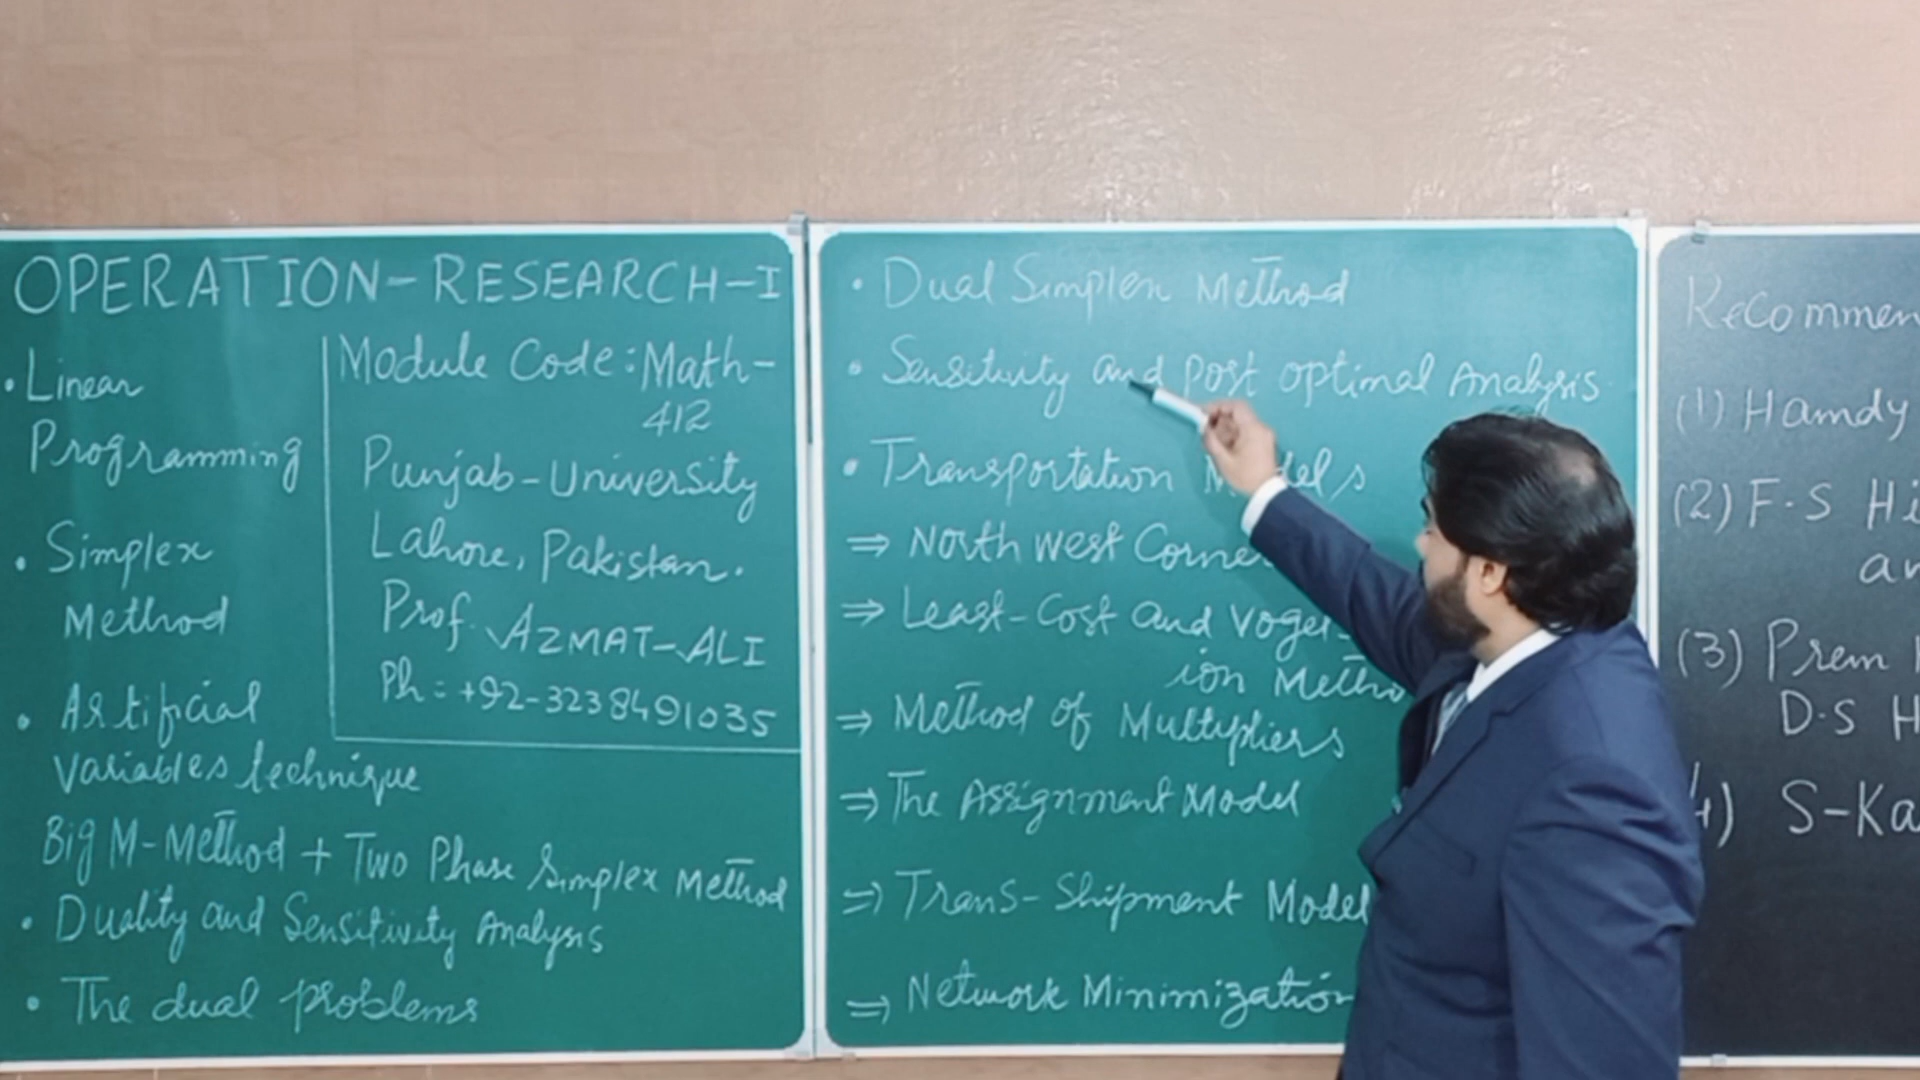 OPERATION-RESEARCH-I
• Linear
Programming
• Simplex
Method
• Artificial
Variables technique
Big M-Method + Two Phase Simplex Method
• Duality and Sensitivity Analysis
• The dual problems
Module Code: Math-
412
Punjab-University
Lahore, Pakistan.
Prof. AZMAT-ALI
Ph = +92-3238491035
• Dual Simplex Method
• Sensitivity and Post optimal Analysis
• Transportation Models
⇒ North west Corne
⇒ Least-Cost and Vogel-
ion Metho
⇒ Method of Multipliers
⇒ The Assignment Model
⇒ Trans-Shipment Model
⇒ Network Minimization
Recommen
(1) Hamdy
(2) F.S Hi
an
(3) Prem
D.S H
4) S-Ka